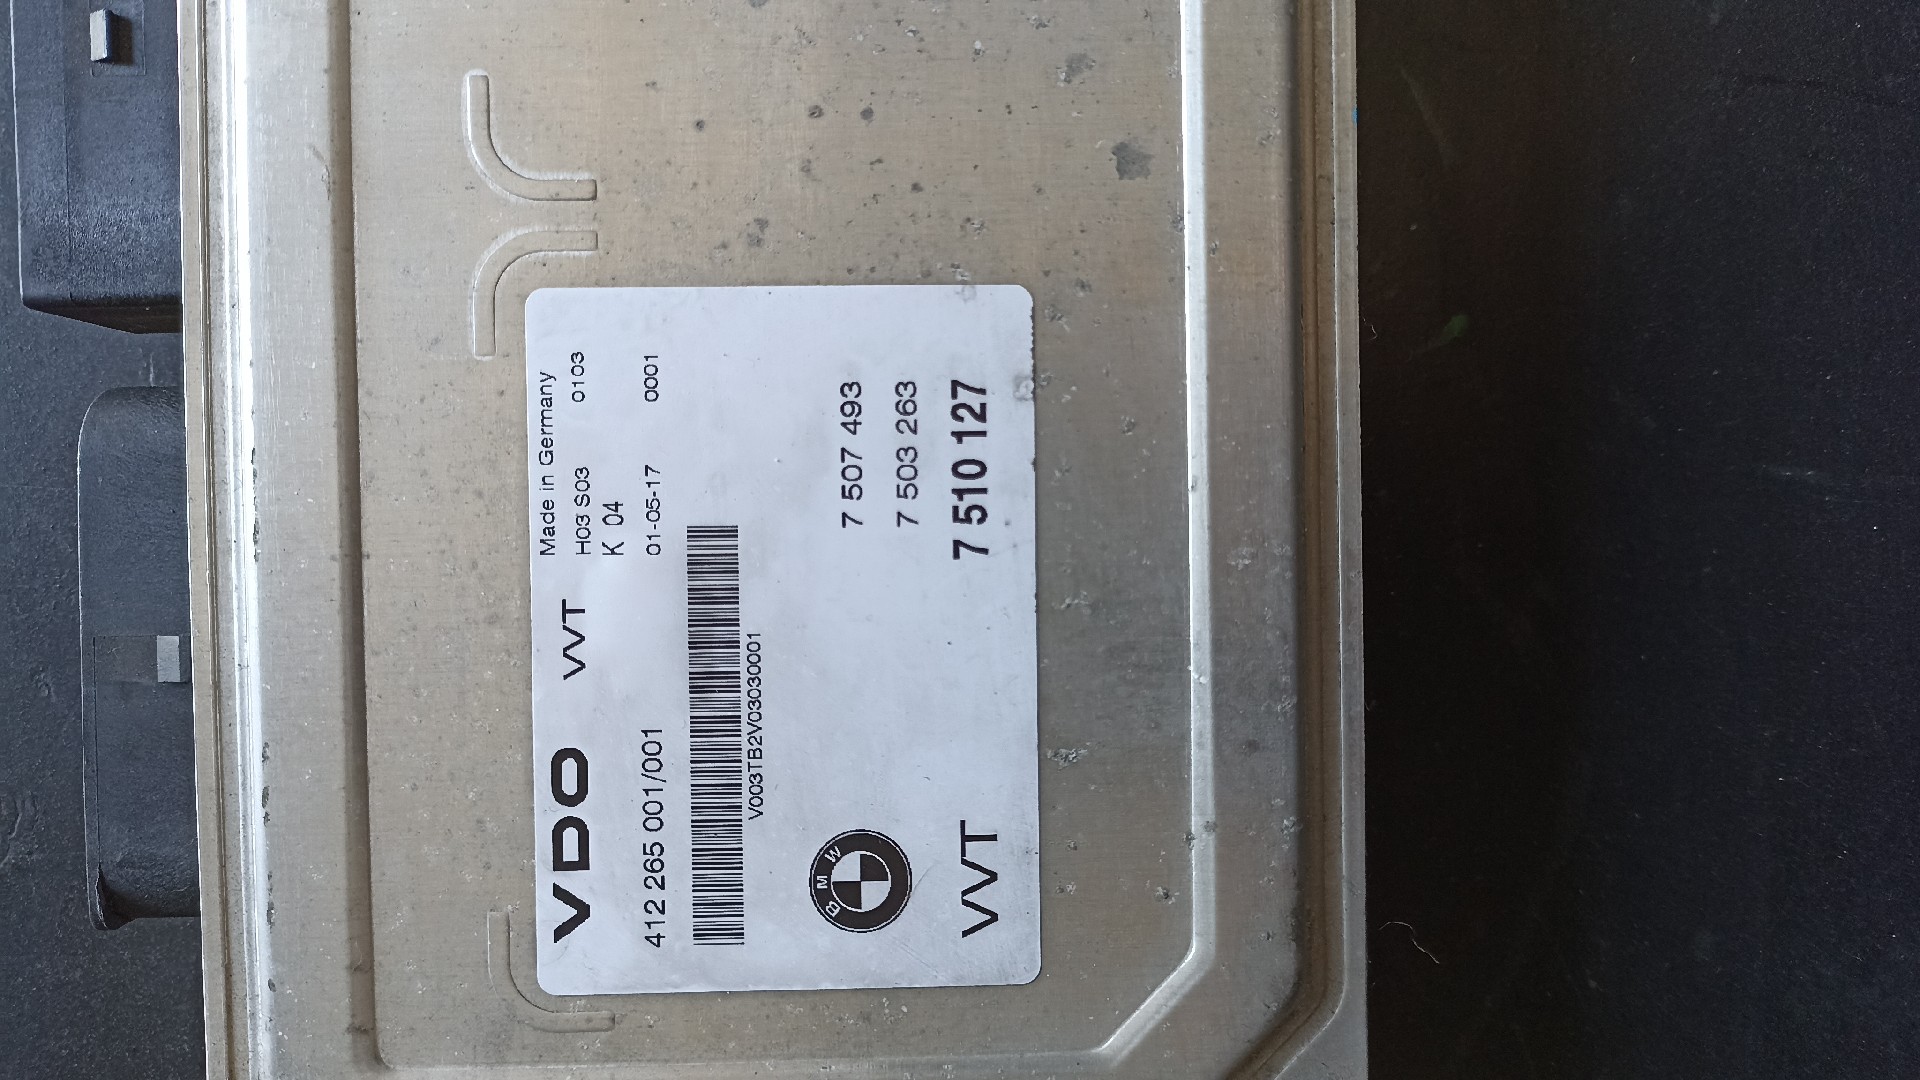 VDO VVT
Made in Germany
H03 S03 0103
K 04
412 265 001/001 01-05-17 0001
V003TB2V03030001
BMW
7 507 493
7 503 263
VVT 7 510 127